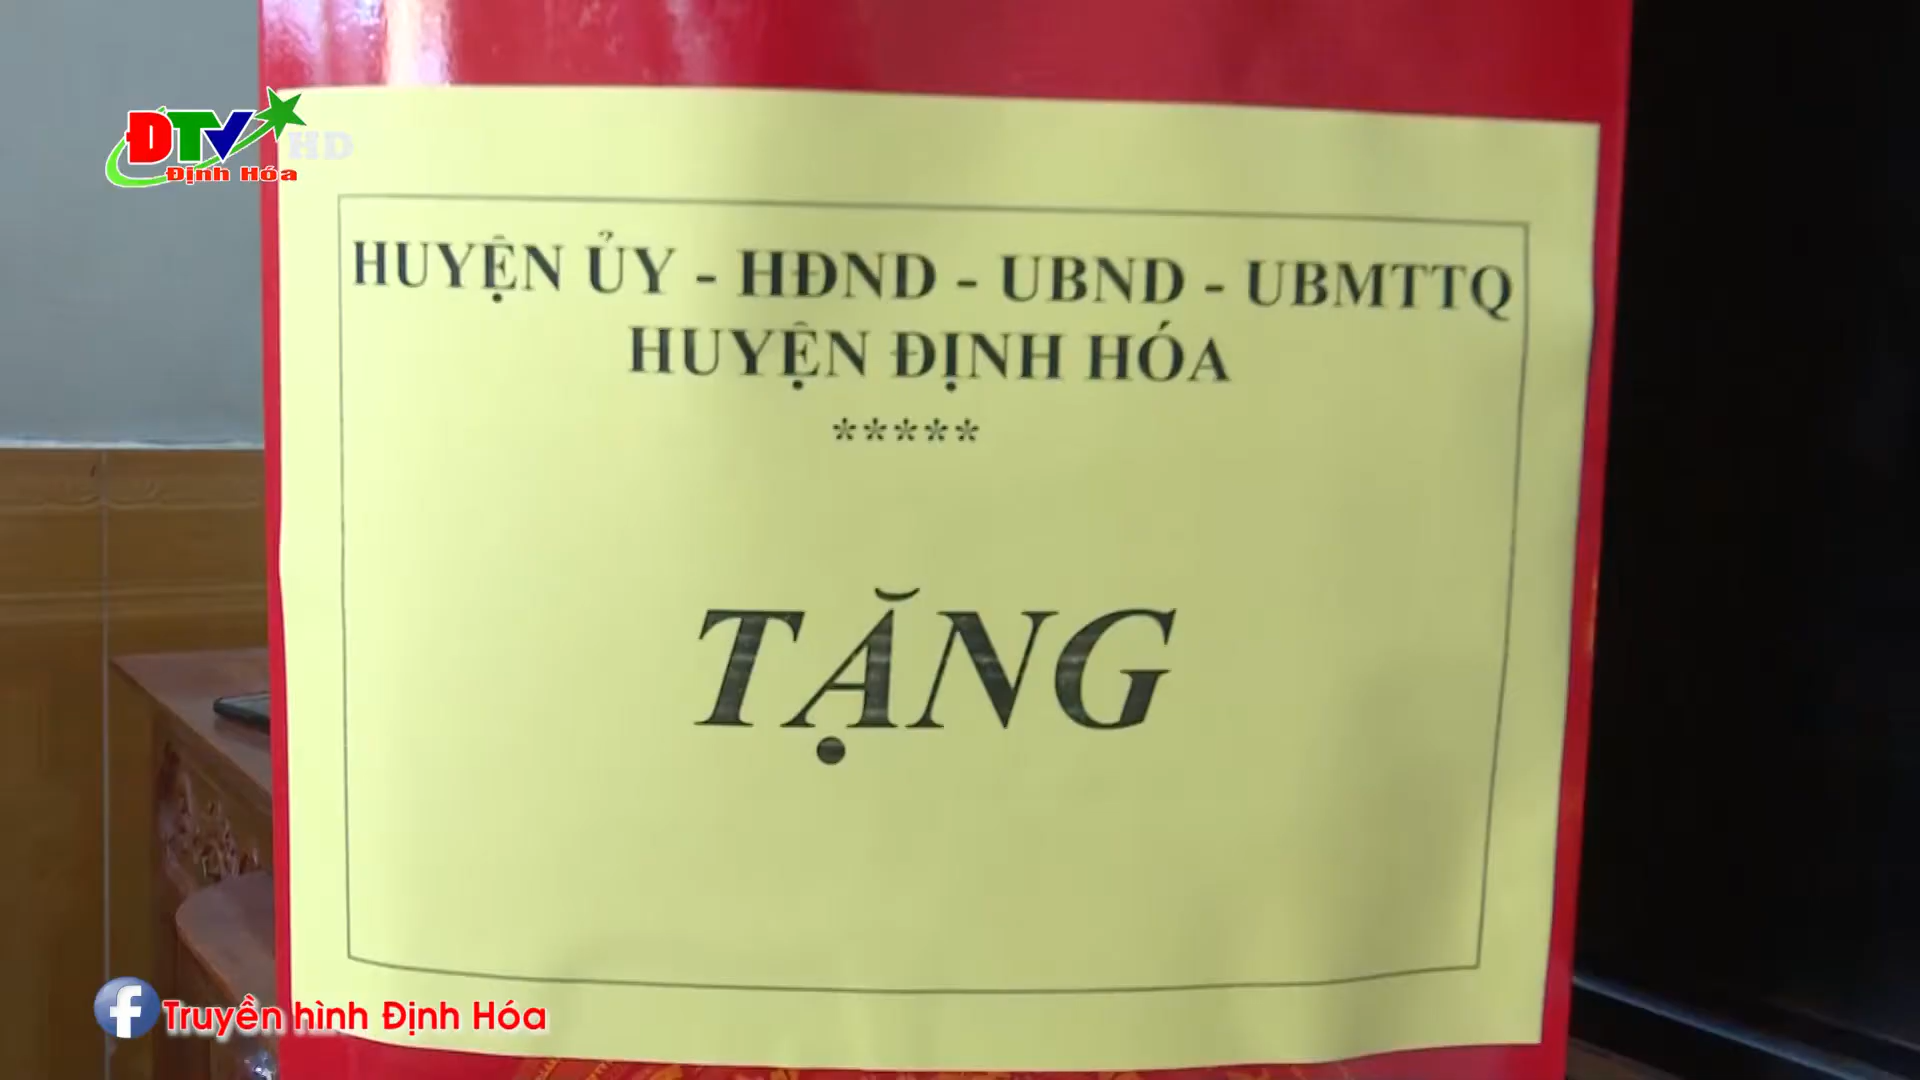 ĐTV HD
Định Hóa
HUYỆN ỦY - HĐND - UBND - UBMTTQ
HUYỆN ĐỊNH HÓA
*****
TẶNG
f Truyền hình Định Hóa